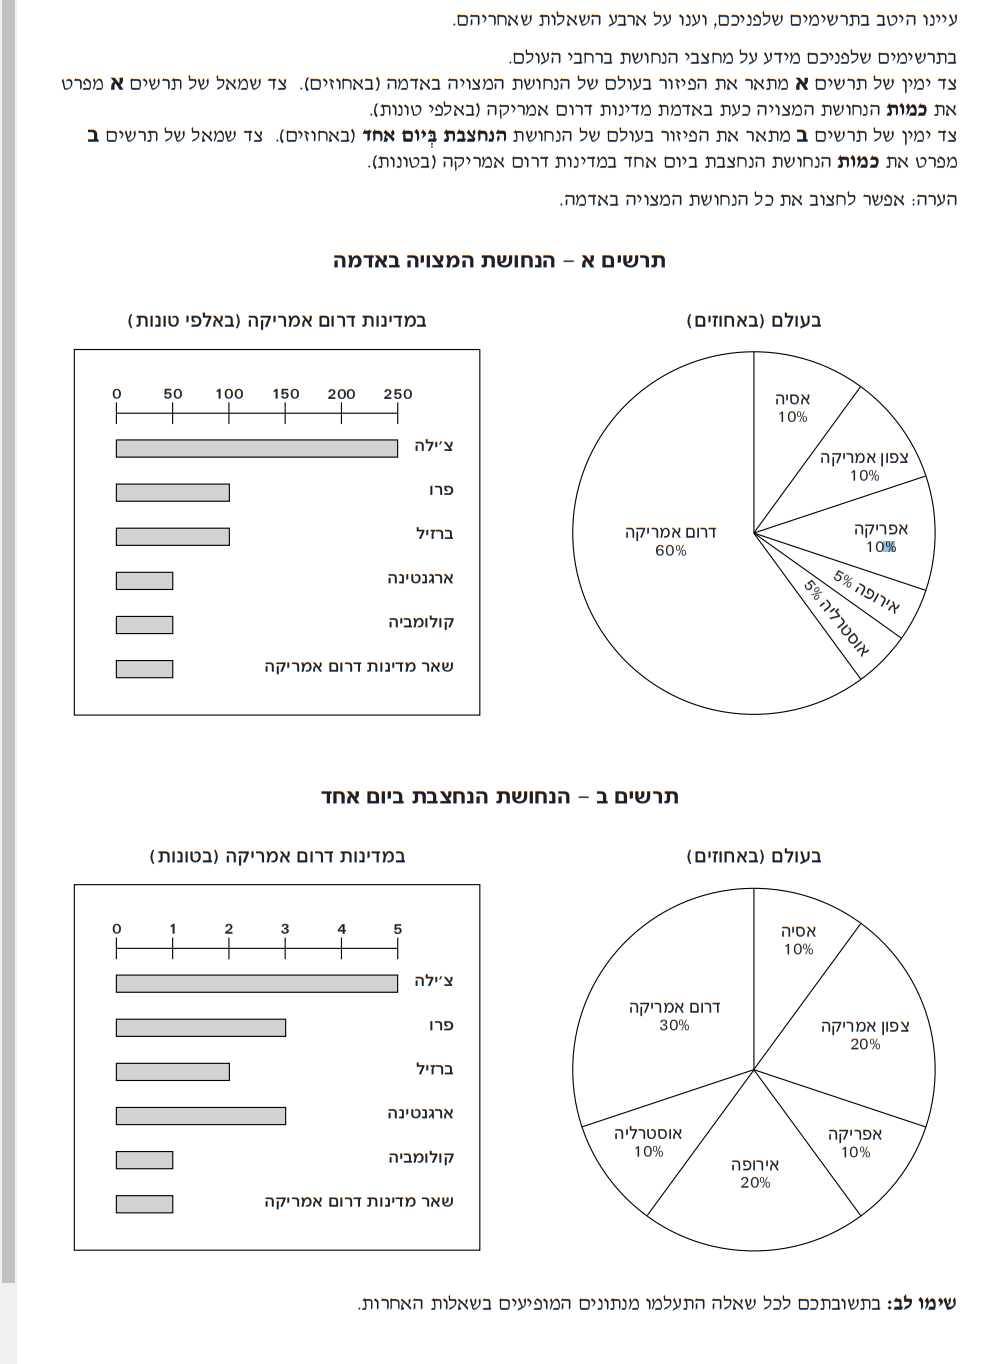 עיינו היטב בתרשימים שלפניכם, וענו על ארבע השאלות שאחריהם.
בתרשימים שלפניכם מידע על מחצבי הנחושת ברחבי העולם.
צד ימין של תרשים א מתאר את הפיזור בעולם של הנחושת המצויה באדמה (באחוזים). צד שמאל של תרשים א מפרט
את כמות הנחושת המצויה כעת באדמת מדינות דרום אמריקה (באלפי טונות).
צד ימין של תרשים ב מתאר את הפיזור בעולם של הנחושת הנחצבת בְּיום אחד (באחוזים). צד שמאל של תרשים ב
מפרט את כמות הנחושת הנחצבת ביום אחד במדינות דרום אמריקה (בטונות).
הערה: אפשר לחצוב את כל הנחושת המצויה באדמה.
תרשים א – הנחושת המצויה באדמה
בעולם (באחוזים)
אסיה
10%
צפון אמריקה
10%
אפריקה
10%
אירופה 5%
אוסטרליה 5%
דרום אמריקה
60%
במדינות דרום אמריקה (באלפי טונות)
0 50 100 150 200 250
צ׳ילה
פרו
ברזיל
ארגנטינה
קולומביה
שאר מדינות דרום אמריקה
תרשים ב – הנחושת הנחצבת ביום אחד
בעולם (באחוזים)
אסיה
10%
צפון אמריקה
20%
אפריקה
10%
אירופה
20%
אוסטרליה
10%
דרום אמריקה
30%
במדינות דרום אמריקה (בטונות)
0 1 2 3 4 5
צ׳ילה
פרו
ברזיל
ארגנטינה
קולומביה
שאר מדינות דרום אמריקה
שימו לב: בתשובתכם לכל שאלה התעלמו מנתונים המופיעים בשאלות האחרות.